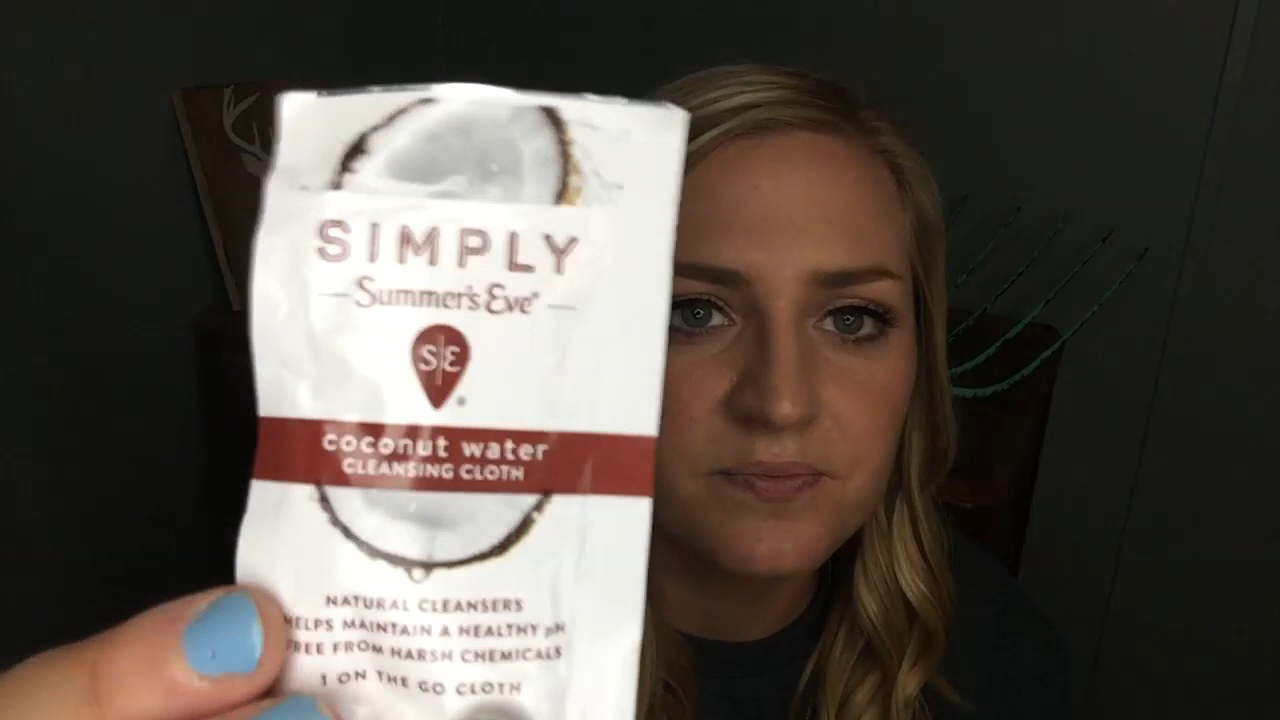 SIMPLY
Summer's Eve®
S|E®
coconut water
CLEANSING CLOTH
NATURAL CLEANSERS
HELPS MAINTAIN A HEALTHY pH
FREE FROM HARSH CHEMICALS
1 ON THE GO CLOTH